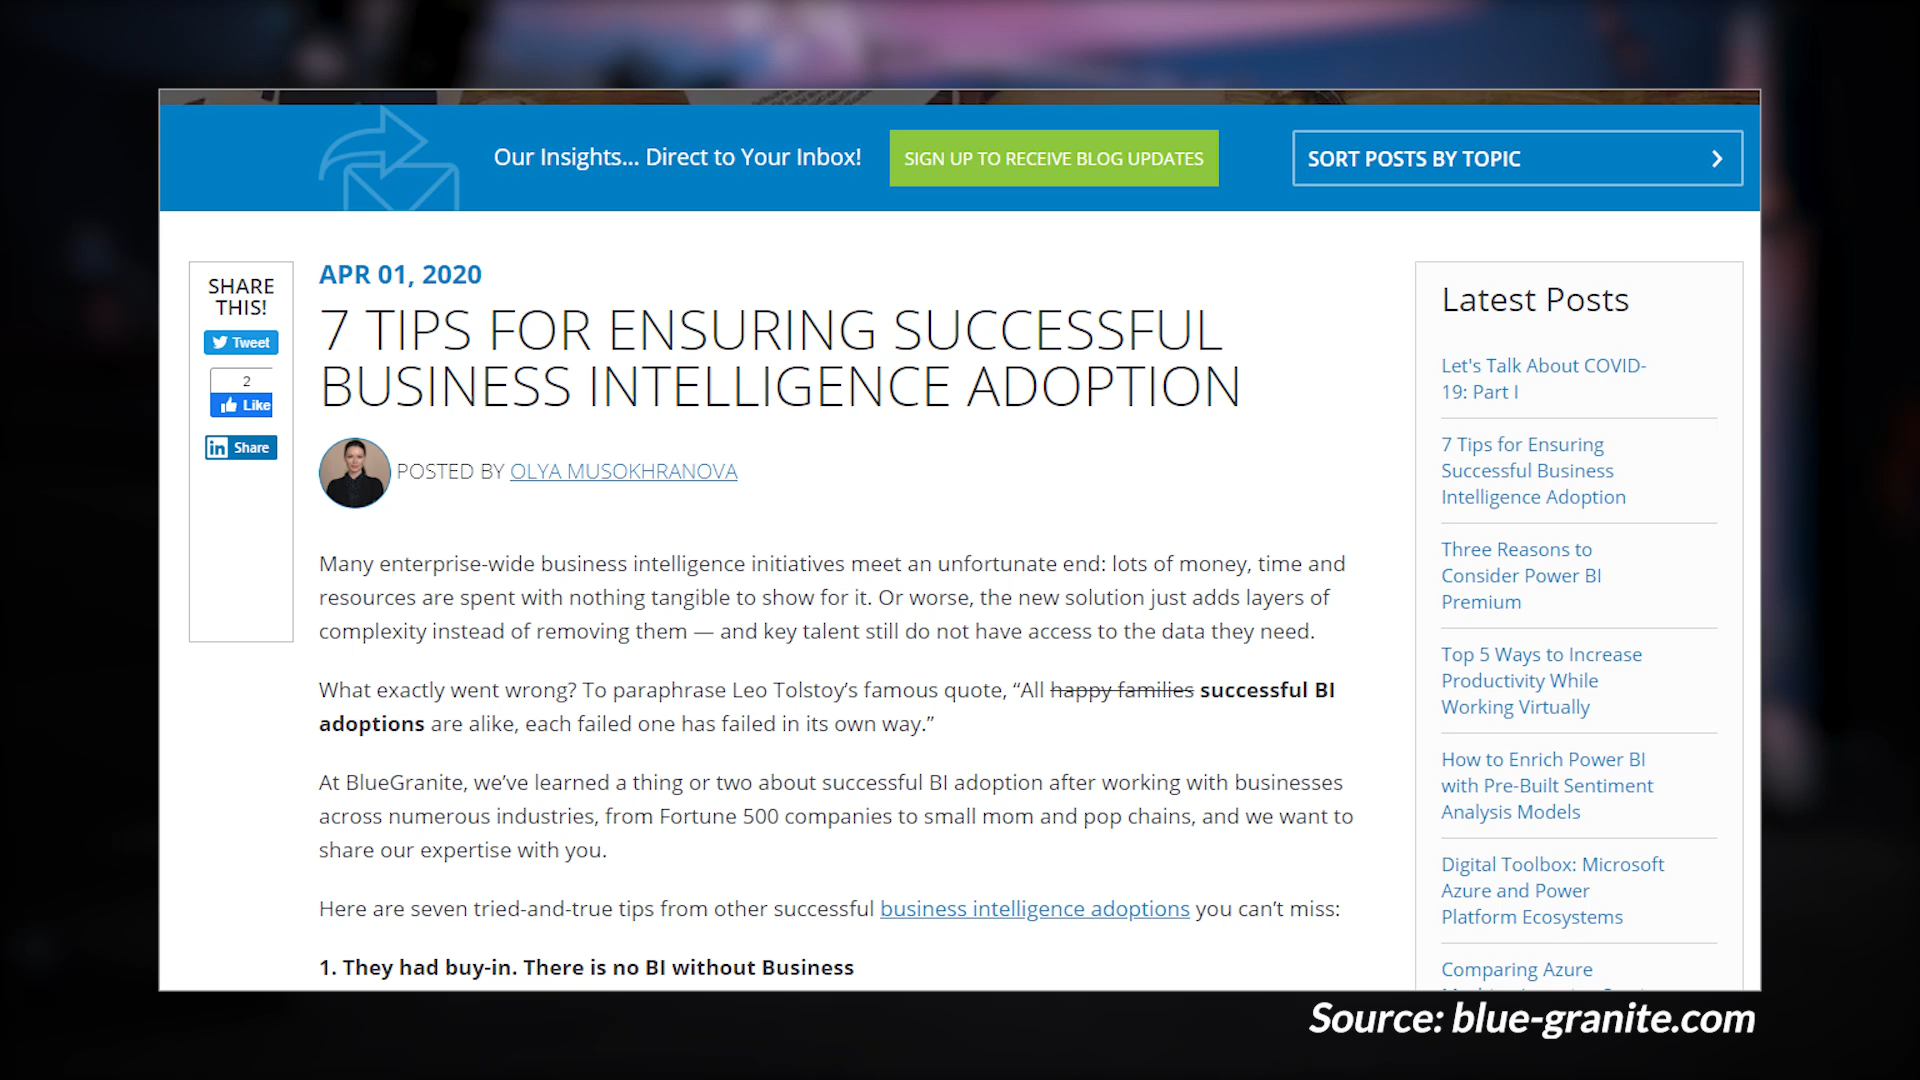 Our Insights... Direct to Your Inbox!
SIGN UP TO RECEIVE BLOG UPDATES
SORT POSTS BY TOPIC
SHARE
THIS!
Tweet
2
Like
in Share
APR 01, 2020
7 TIPS FOR ENSURING SUCCESSFUL
BUSINESS INTELLIGENCE ADOPTION
POSTED BY OLYA MUSOKHRANOVA
Many enterprise-wide business intelligence initiatives meet an unfortunate end: lots of money, time and
resources are spent with nothing tangible to show for it. Or worse, the new solution just adds layers of
complexity instead of removing them — and key talent still do not have access to the data they need.
What exactly went wrong? To paraphrase Leo Tolstoy’s famous quote, “All happy families successful BI
adoptions are alike, each failed one has failed in its own way.”
At BlueGranite, we’ve learned a thing or two about successful BI adoption after working with businesses
across numerous industries, from Fortune 500 companies to small mom and pop chains, and we want to
share our expertise with you.
Here are seven tried-and-true tips from other successful business intelligence adoptions you can’t miss:
1. They had buy-in. There is no BI without Business
Latest Posts
Let's Talk About COVID-
19: Part I
7 Tips for Ensuring
Successful Business
Intelligence Adoption
Three Reasons to
Consider Power BI
Premium
Top 5 Ways to Increase
Productivity While
Working Virtually
How to Enrich Power BI
with Pre-Built Sentiment
Analysis Models
Digital Toolbox: Microsoft
Azure and Power
Platform Ecosystems
Comparing Azure
Source: blue-granite.com